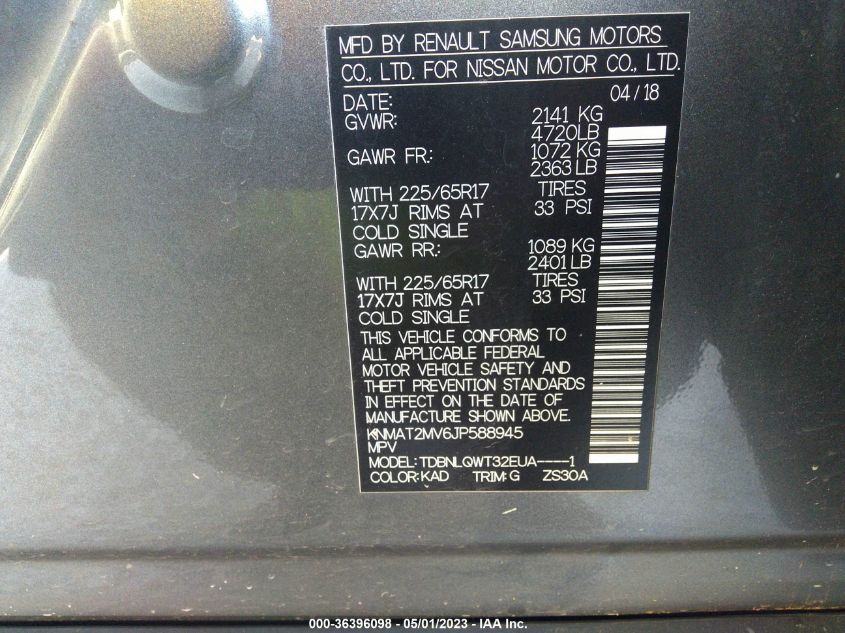 MFD BY RENAULT SAMSUNG MOTORS
CO., LTD. FOR NISSAN MOTOR CO., LTD.
DATE: 04/18
GVWR: 2141 KG
4720LB
GAWR FR.: 1072 KG
2363 LB
WITH 225/65R17 TIRES
17X7J RIMS AT 33 PSI
COLD SINGLE
GAWR RR.: 1089 KG
2401 LB
WITH 225/65R17 TIRES
17X7J RIMS AT 33 PSI
COLD SINGLE
THIS VEHICLE CONFORMS TO
ALL APPLICABLE FEDERAL
MOTOR VEHICLE SAFETY AND
THEFT PREVENTION STANDARDS
IN EFFECT ON THE DATE OF
MANUFACTURE SHOWN ABOVE.
KNMAT2MV6JP588945
MPV
MODEL: TDBNLQWT32EUA----1
COLOR: KAD TRIM: G ZS30A
000-36396098 - 05/01/2023 - IAA Inc.